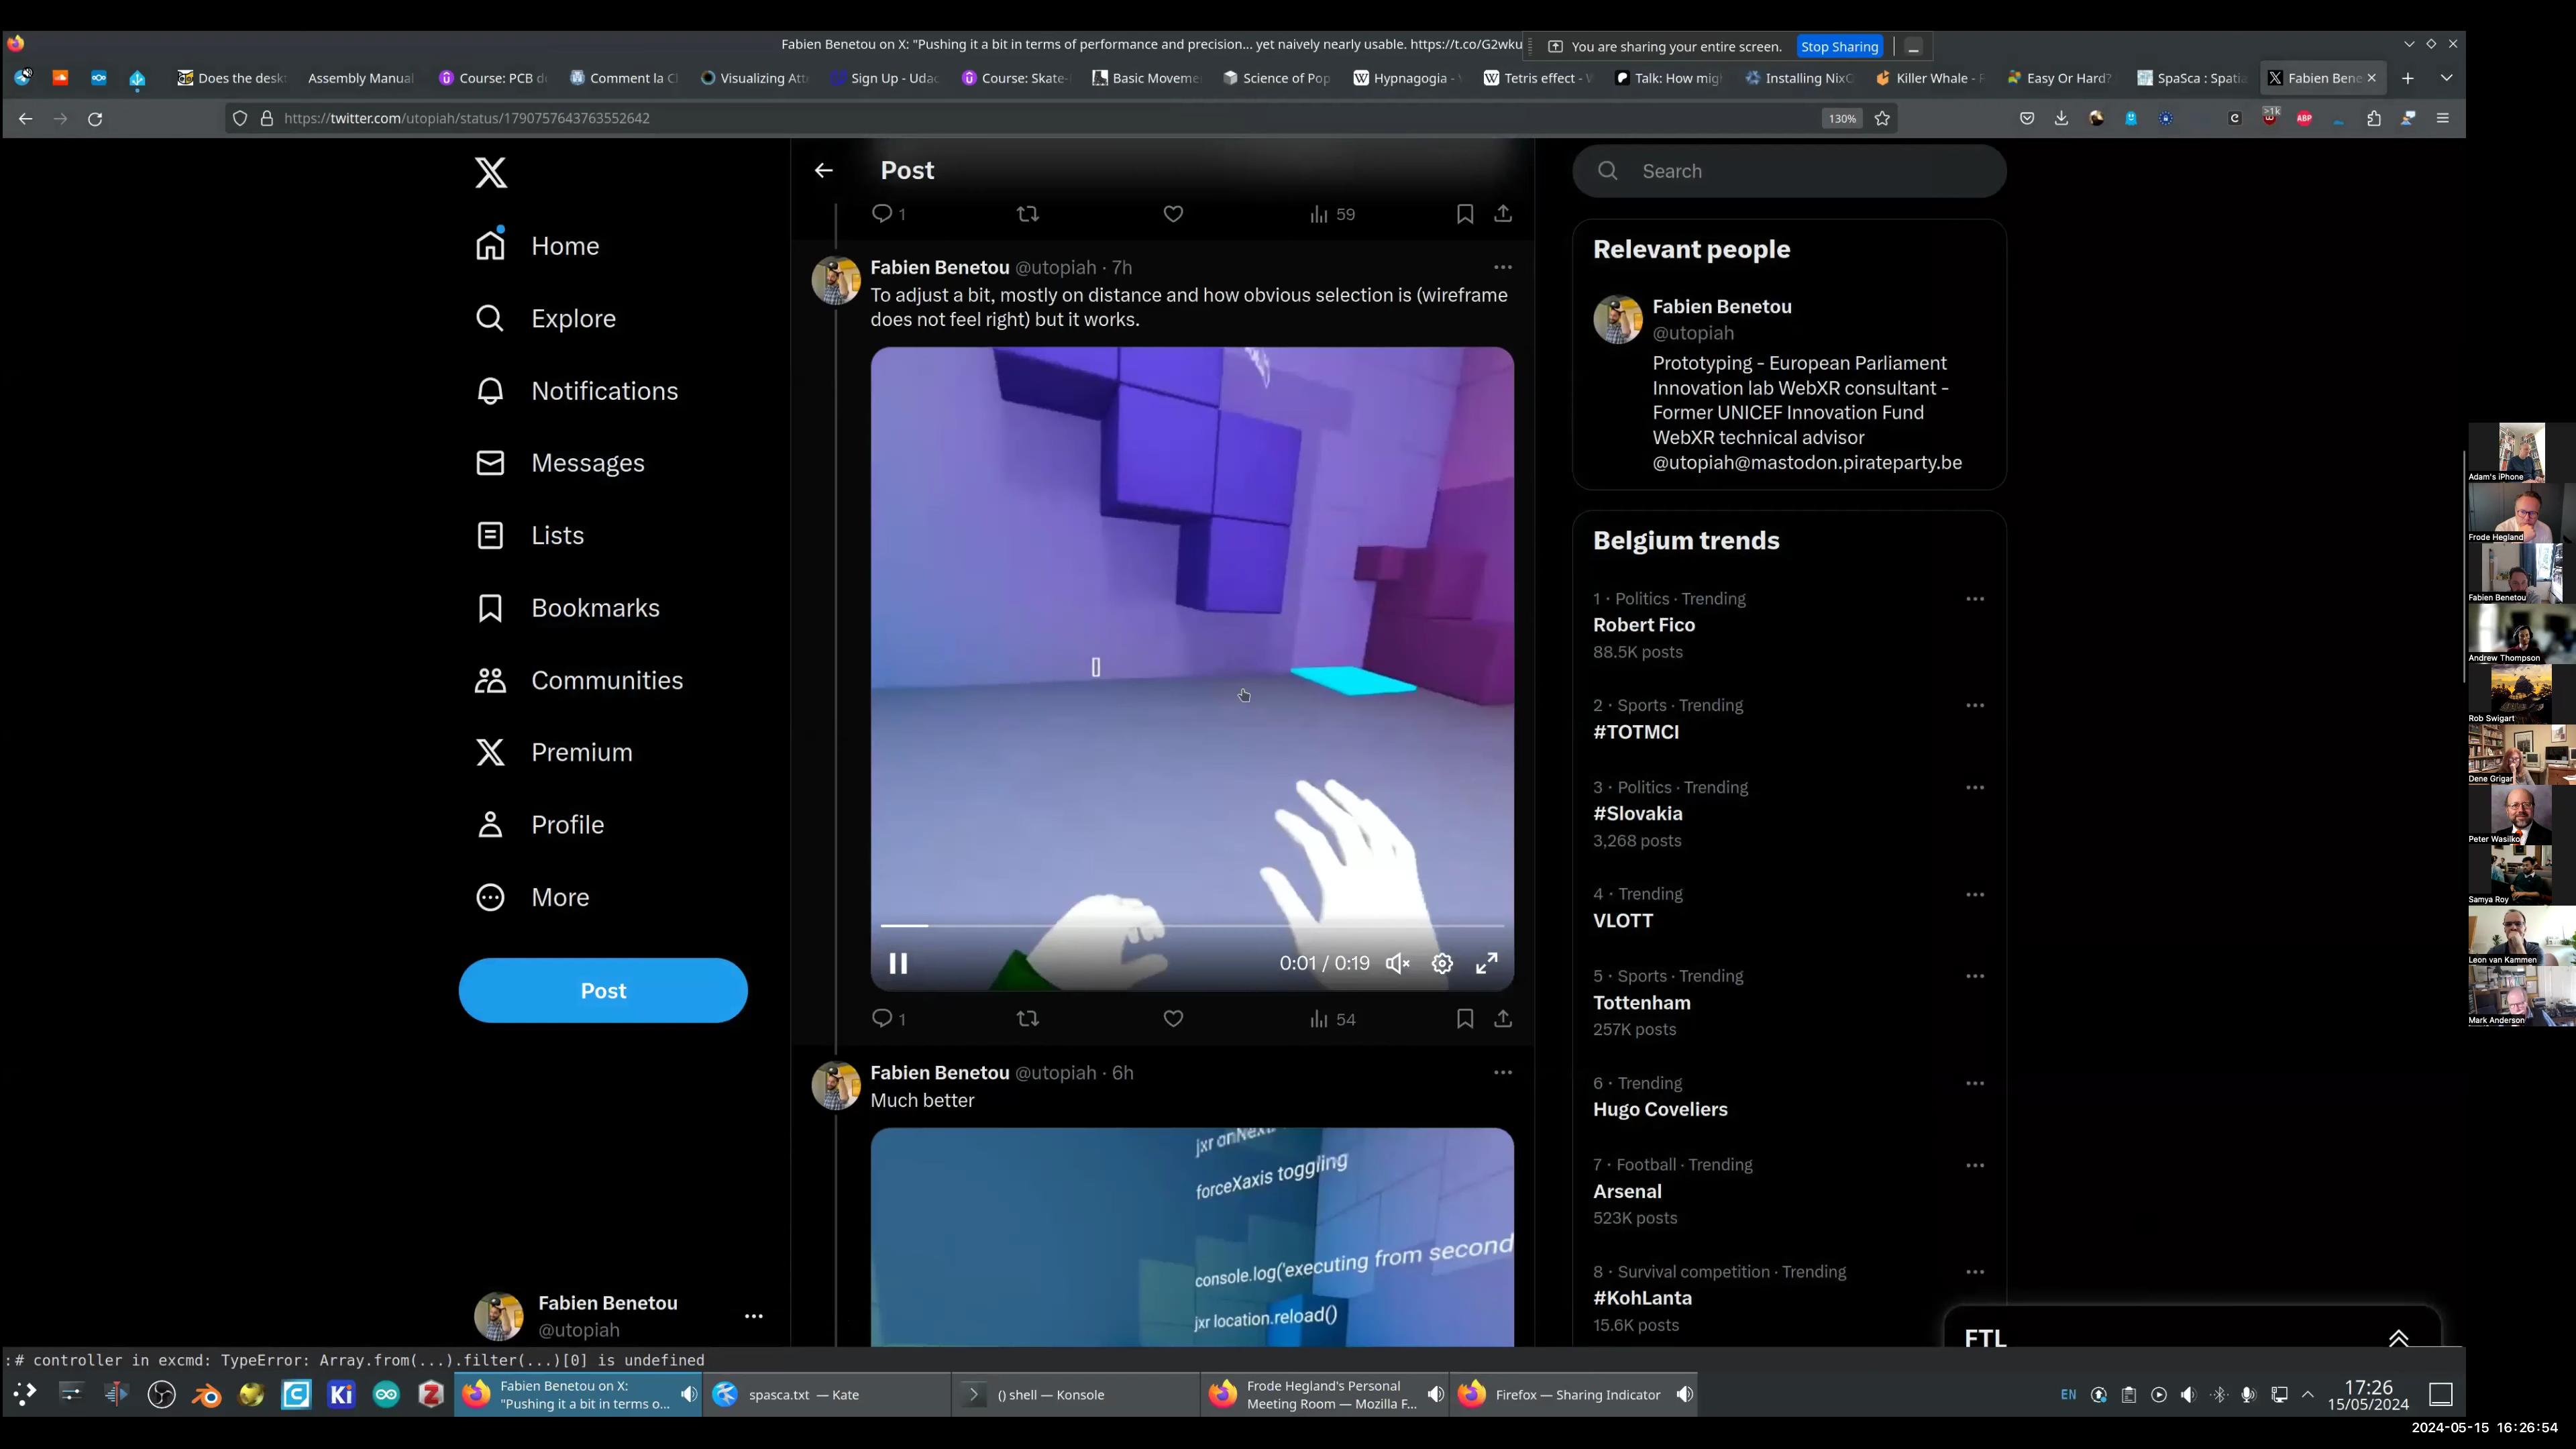 Fabien Benetou on X: "Pushing it a bit in terms of performance and precision... yet naively nearly usable. https://t.co/G2wku
You are sharing your entire screen.
Stop Sharing
Does the desk
Assembly Manual
Course: PCB d
Comment la C
Visualizing Att
Sign Up - Udac
Course: Skate-
Basic Moveme
Science of Pop
Hypnagogia -
Tetris effect -
Talk: How mig
Installing NixO
Killer Whale -
Easy Or Hard?
SpaSca : Spatia
Fabien Bene
https://twitter.com/utopiah/status/1790757643763552642
130%
>1k
ABP
Home
Explore
Notifications
Messages
Lists
Bookmarks
Communities
Premium
Profile
More
Post
Fabien Benetou
@utopiah
Post
1
59
Fabien Benetou @utopiah · 7h
To adjust a bit, mostly on distance and how obvious selection is (wireframe
does not feel right) but it works.
[]
0:01 / 0:19
1
54
Fabien Benetou @utopiah · 6h
Much better
forceXaxis toggling
console.log('executing from second
jxr location.reload()
Search
Relevant people
Fabien Benetou
@utopiah
Prototyping - European Parliament
Innovation lab WebXR consultant -
Former UNICEF Innovation Fund
WebXR technical advisor
@utopiah@mastodon.pirateparty.be
Belgium trends
1 · Politics · Trending
Robert Fico
88.5K posts
2 · Sports · Trending
#TOTMCI
3 · Politics · Trending
#Slovakia
3,268 posts
4 · Trending
VLOTT
5 · Sports · Trending
Tottenham
257K posts
6 · Trending
Hugo Coveliers
7 · Football · Trending
Arsenal
523K posts
8 · Survival competition · Trending
#KohLanta
15.6K posts
FTL
Adam's iPhone
Frode Hegland
Fabien Benetou
Andrew Thompson
Rob Swigart
Dene Grigar
Peter Wasilko
Samya Roy
Leon van Kammen
Mark Anderson
:# controller in excmd: TypeError: Array.from(...).filter(...)[0] is undefined
Ki
Fabien Benetou on X:
"Pushing it a bit in terms o...
spasca.txt — Kate
() shell — Konsole
Frode Hegland's Personal
Meeting Room — Mozilla F...
Firefox — Sharing Indicator
EN
17:26
15/05/2024
2024-05-15 16:26:54